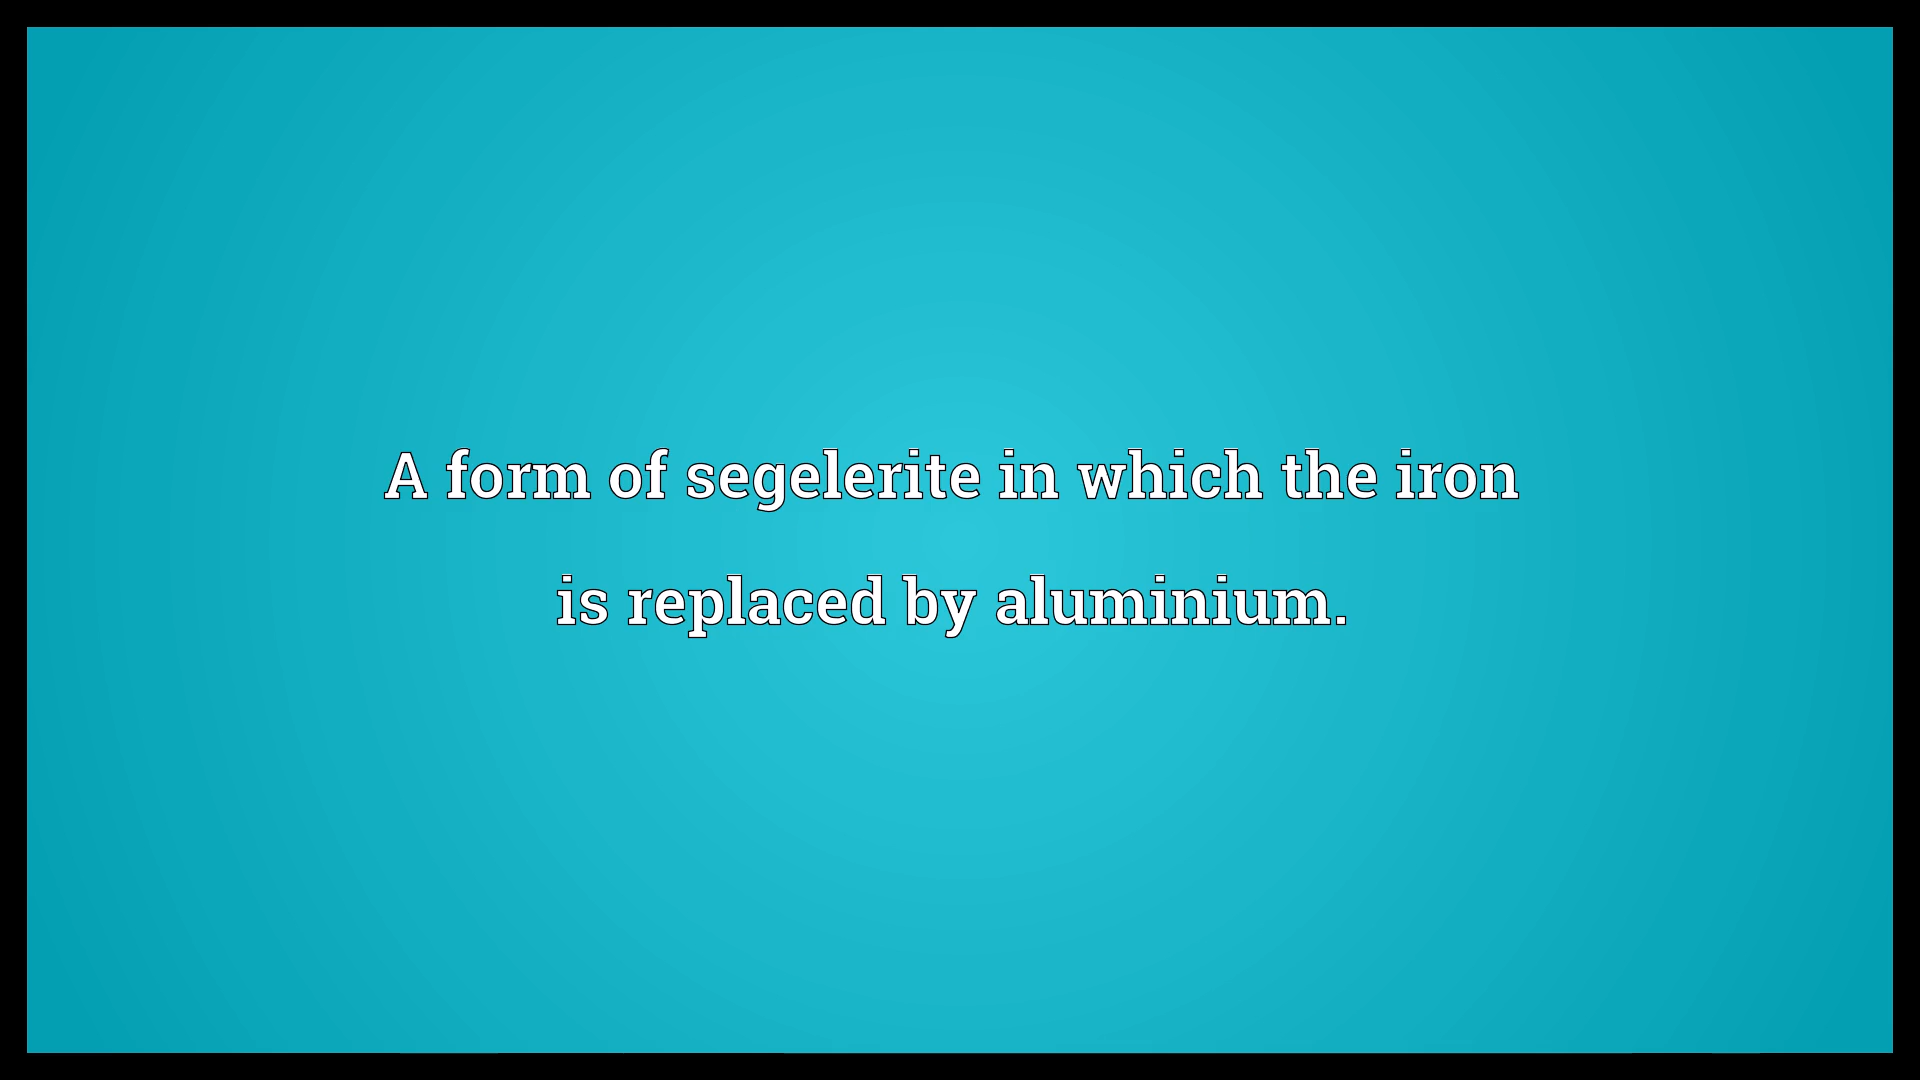 A form of segelerite in which the iron
is replaced by aluminium.